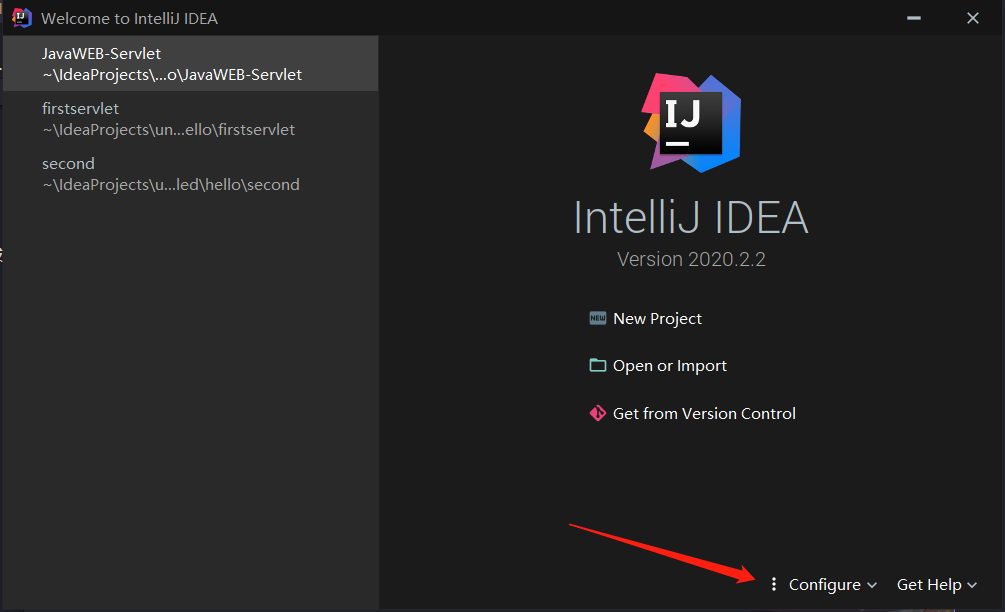 Welcome to IntelliJ IDEA
JavaWEB-Servlet
~\IdeaProjects\...o\JavaWEB-Servlet
firstservlet
~\IdeaProjects\un...ello\firstservlet
second
~\IdeaProjects\u...led\hello\second
IJ
IntelliJ IDEA
Version 2020.2.2
NEW New Project
Open or Import
Get from Version Control
Configure
Get Help